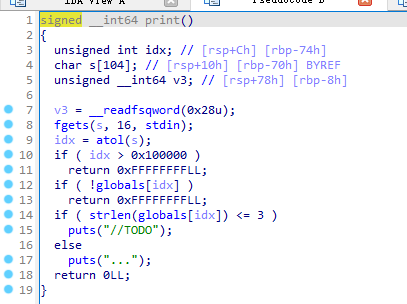 IDA View A
Pseudocode B
1 signed __int64 print()
2 {
3 unsigned int idx; // [rsp+Ch] [rbp-74h]
4 char s[104]; // [rsp+10h] [rbp-70h] BYREF
5 unsigned __int64 v3; // [rsp+78h] [rbp-8h]
6
7 v3 = __readfsqword(0x28u);
8 fgets(s, 16, stdin);
9 idx = atol(s);
10 if ( idx > 0x100000 )
11 return 0xFFFFFFFFLL;
12 if ( !globals[idx] )
13 return 0xFFFFFFFFLL;
14 if ( strlen(globals[idx]) <= 3 )
15 puts("//TODO");
16 else
17 puts("...");
18 return 0LL;
19 }